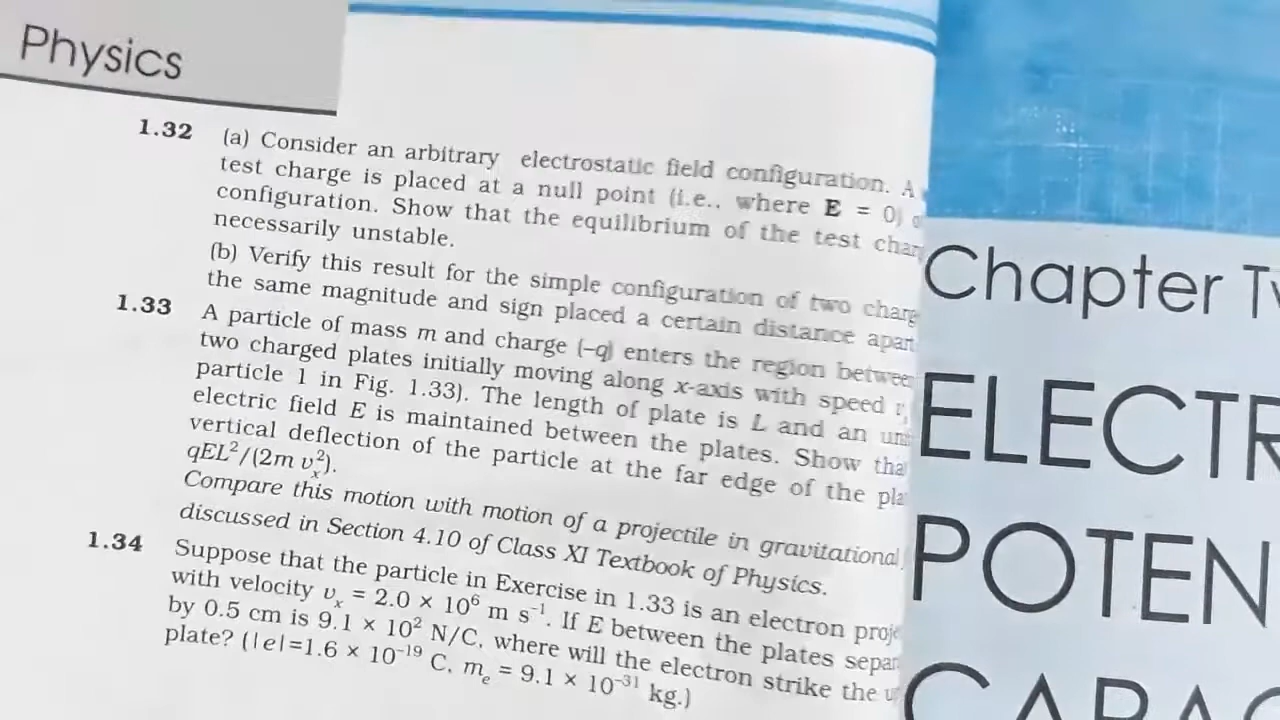 Physics
1.32 (a) Consider an arbitrary electrostatic field configuration. A
test charge is placed at a null point (i.e., where E = 0)
configuration. Show that the equilibrium of the test
necessarily unstable.
(b) Verify this result for the simple configuration of two
the same magnitude and sign placed a certain distance apart
1.33 A particle of mass m and charge (–q) enters the region
two charged plates initially moving along x-axis with speed
particle 1 in Fig. 1.33). The length of plate is L and an
electric field E is maintained between the plates. Show
vertical deflection of the particle at the far edge of the
qEL²/(2m vₓ²).
Compare this motion with motion of a projectile in gravitational
discussed in Section 4.10 of Class XI Textbook of Physics.
1.34 Suppose that the particle in Exercise in 1.33 is an electron
with velocity vₓ = 2.0 × 10⁶ m s⁻¹. If E between the plates
by 0.5 cm is 9.1 × 10² N/C, where will the electron strike the
plate? (|e|=1.6 × 10⁻¹⁹ C, mₑ = 9.1 × 10⁻³¹ kg.)
Chapter
ELECTR
POTEN